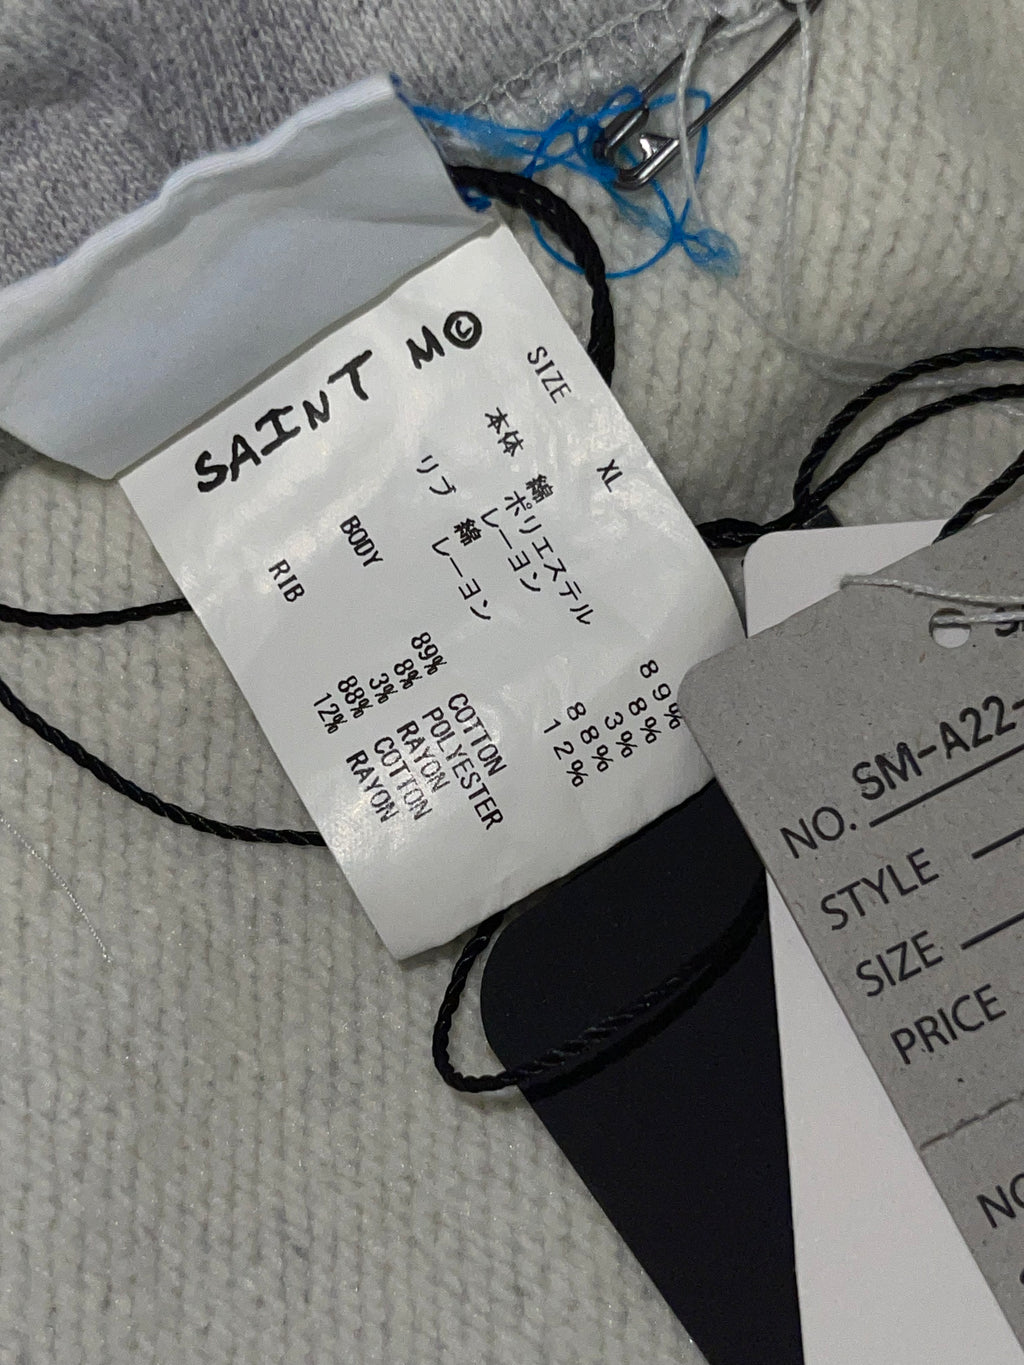 SAINT M©
SIZE XL
本体 綿 89%
ポリエステル 8%
レーヨン 3%
リブ 綿 88%
レーヨン 12%
BODY 89% COTTON
8% POLYESTER
3% RAYON
RIB 88% COTTON
12% RAYON
NO. SM-A22-
STYLE
SIZE
PRICE